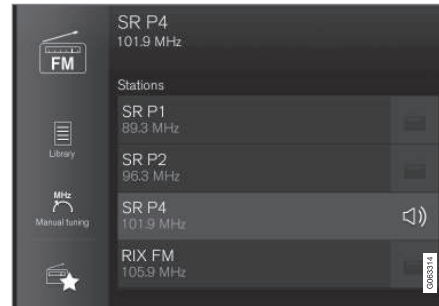 SR P4
101.9 MHz
FM
Stations
SR P1
89.3 MHz
Library
SR P2
96.3 MHz
MHz
Manual tuning
SR P4
101.9 MHz
RIX FM
105.9 MHz
G063314